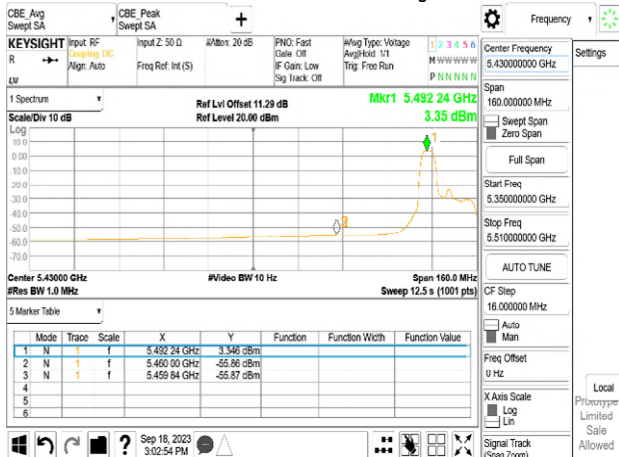 CBE_Avg
Swept SA
CBE_Peak
Swept SA
+
Frequency
KEYSIGHT
R
Input: RF
Coupling: DC
Align: Auto
Input Z: 50 Ω
Freq Ref: Int (S)
#Atten: 20 dB
PNO: Fast
Gate: Off
IF Gain: Low
Sig Track: Off
#Avg Type: Voltage
Avg|Hold: 1/1
Trig: Free Run
1 2 3 4 5 6
M W W W W W
P N N N N N
1 Spectrum
Scale/Div 10 dB
Ref Lvl Offset 11.29 dB
Ref Level 20.00 dBm
Mkr1 5.492 24 GHz
3.35 dBm
Log
10.0
0.00
-10.0
-20.0
-30.0
-40.0
-50.0
-60.0
-70.0
1
Center 5.43000 GHz
#Res BW 1.0 MHz
#Video BW 10 Hz
Span 160.0 MHz
Sweep 12.5 s (1001 pts)
5 Marker Table
Mode Trace Scale X Y Function Function Width Function Value
1 N 1 f 5.492 24 GHz 3.346 dBm
2 N 1 f 5.460 00 GHz -55.86 dBm
3 N 1 f 5.459 84 GHz -55.87 dBm
4
5
6
Sep 18, 2023
3:02:54 PM
Center Frequency
5.430000000 GHz
Span
160.000000 MHz
Swept Span
Zero Span
Full Span
Start Freq
5.350000000 GHz
Stop Freq
5.510000000 GHz
AUTO TUNE
CF Step
16.000000 MHz
Auto
Man
Freq Offset
0 Hz
X Axis Scale
Log
Lin
Signal Track
(Span Zoom)
Settings
Local
Prototype
Limited
Sale
Allowed